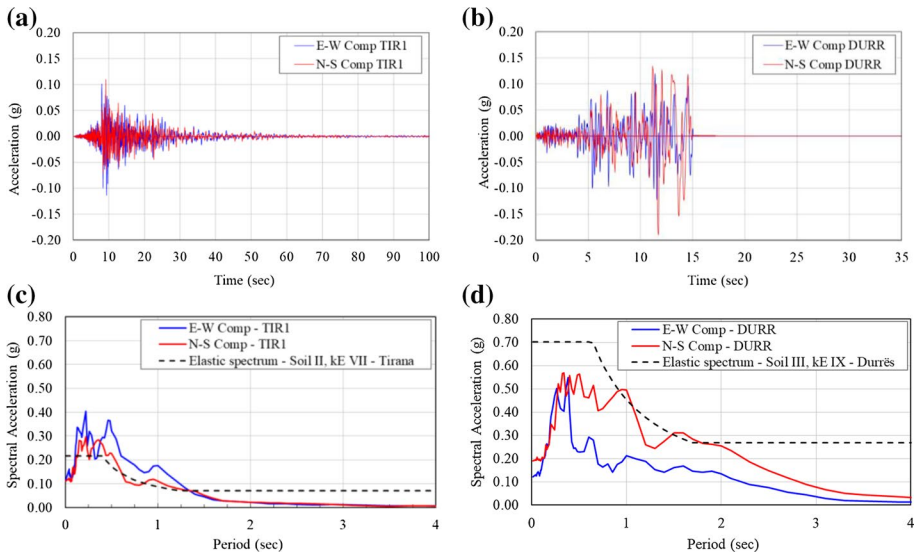 (a)
0.20
0.15
0.10
0.05
0.00
-0.05
-0.10
-0.15
-0.20
Acceleration (g)
E-W Comp TIR1
N-S Comp TIR1
0 10 20 30 40 50 60 70 80 90 100
Time (sec)
(b)
0.20
0.15
0.10
0.05
0.00
-0.05
-0.10
-0.15
-0.20
Acceleration (g)
E-W Comp DURR
N-S Comp DURR
0 5 10 15 20 25 30 35
Time (sec)
(c)
0.80
0.70
0.60
0.50
0.40
0.30
0.20
0.10
0.00
Spectral Acceleration (g)
E-W Comp - TIR1
N-S Comp - TIR1
Elastic spectrum - Soil II, kE VII - Tirana
0 1 2 3 4
Period (sec)
(d)
0.80
0.70
0.60
0.50
0.40
0.30
0.20
0.10
0.00
Spectral Acceleration (g)
E-W Comp - DURR
N-S Comp - DURR
Elastic spectrum - Soil III, kE IX - Durrës
0 1 2 3 4
Period (sec)